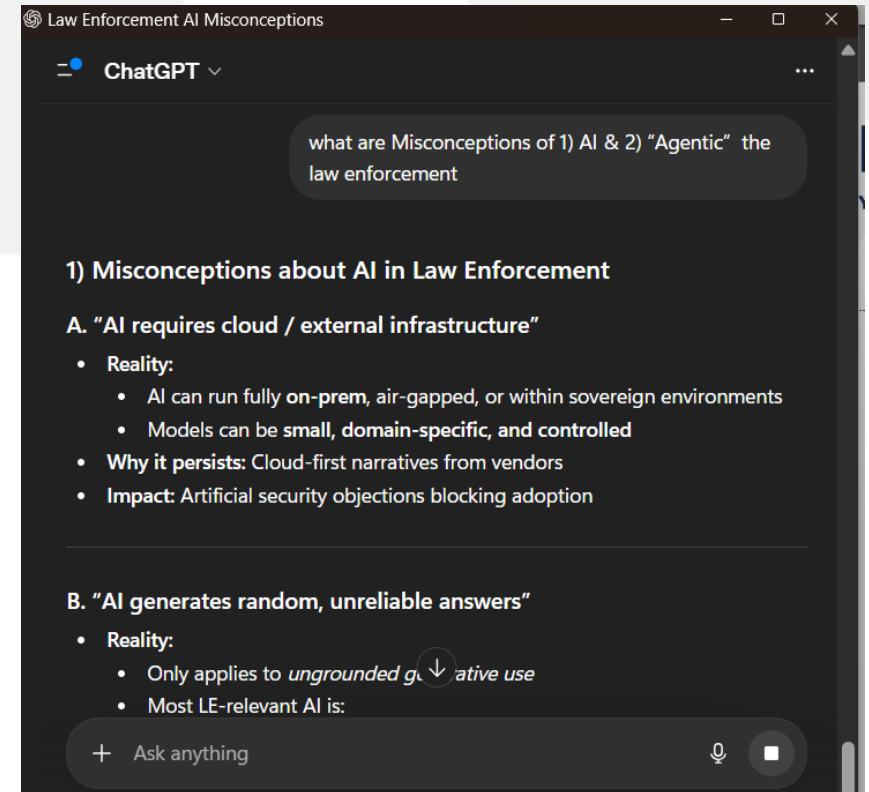 Law Enforcement AI Misconceptions
ChatGPT
what are Misconceptions of 1) AI & 2) “Agentic”  the
law enforcement
1) Misconceptions about AI in Law Enforcement
A. “AI requires cloud / external infrastructure”
• Reality:
• AI can run fully on-prem, air-gapped, or within sovereign environments
• Models can be small, domain-specific, and controlled
• Why it persists: Cloud-first narratives from vendors
• Impact: Artificial security objections blocking adoption
B. “AI generates random, unreliable answers”
• Reality:
• Only applies to ungrounded generative use
• Most LE-relevant AI is:
Ask anything